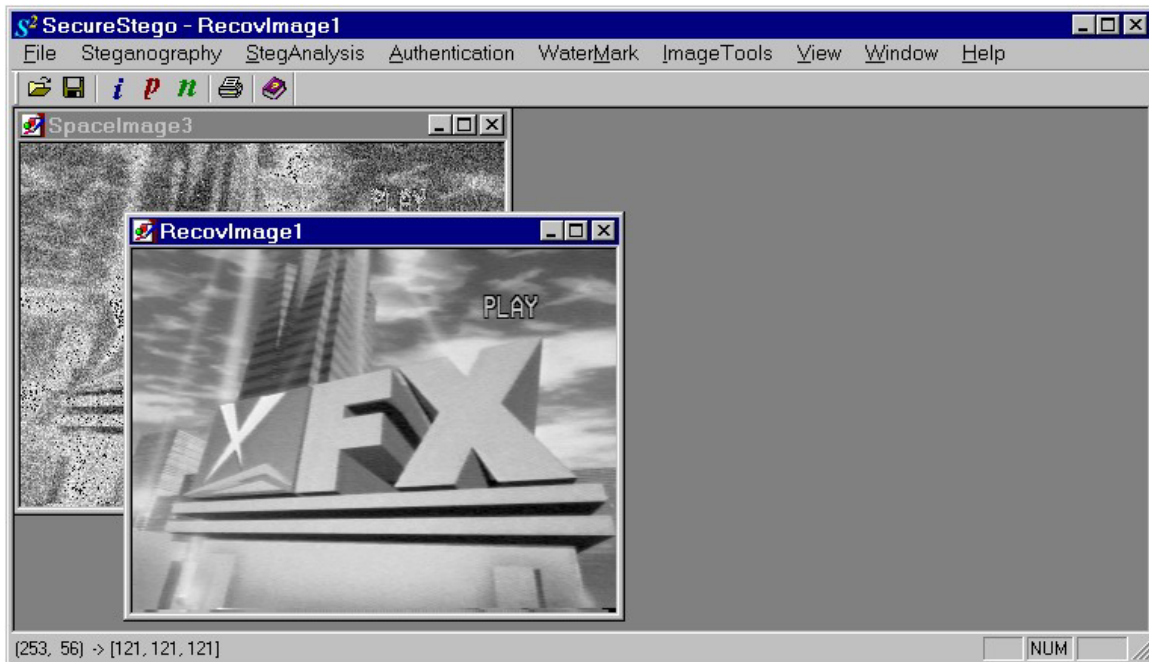 S² SecureStego - RecovImage1
File Steganography StegAnalysis Authentication WaterMark ImageTools View Window Help
i p n
SpaceImage3
RecovImage1
PLAY
FX
(253, 56) -> [121, 121, 121]
NUM